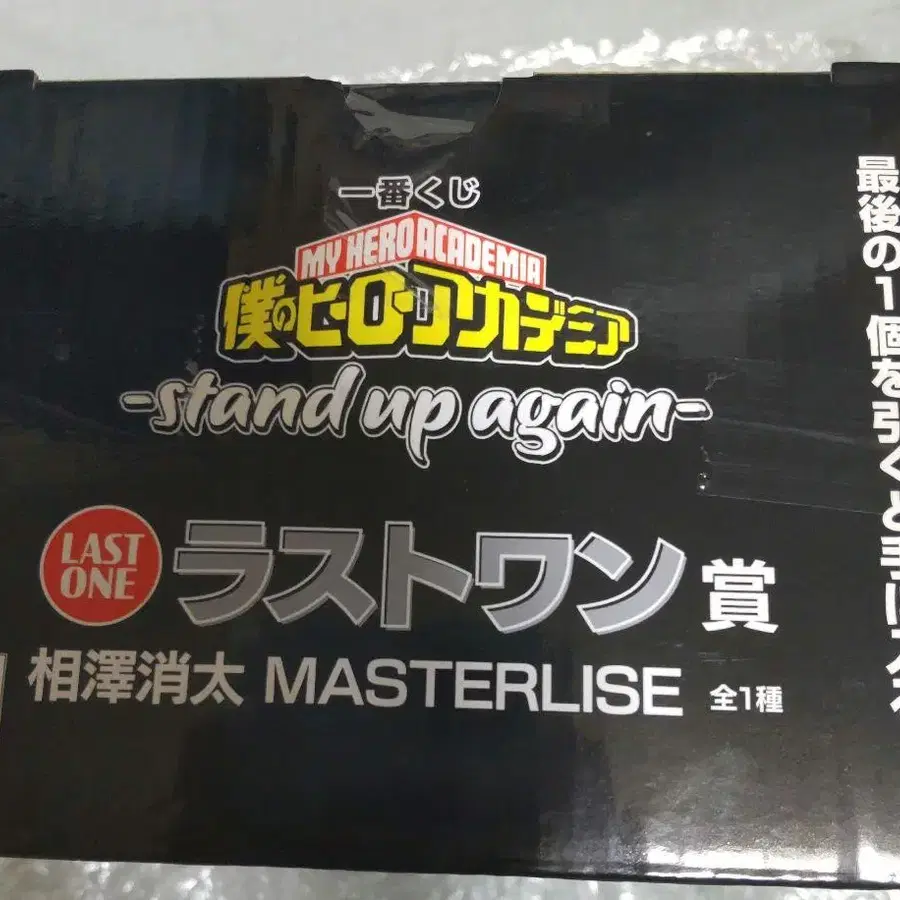 一番くじ
MY HERO ACADEMIA
僕のヒーローアカデミア
-stand up again-
LAST
ONE
ラストワン賞
相澤消太 MASTERLISE 全1種
最後の1個を引くと手に入る